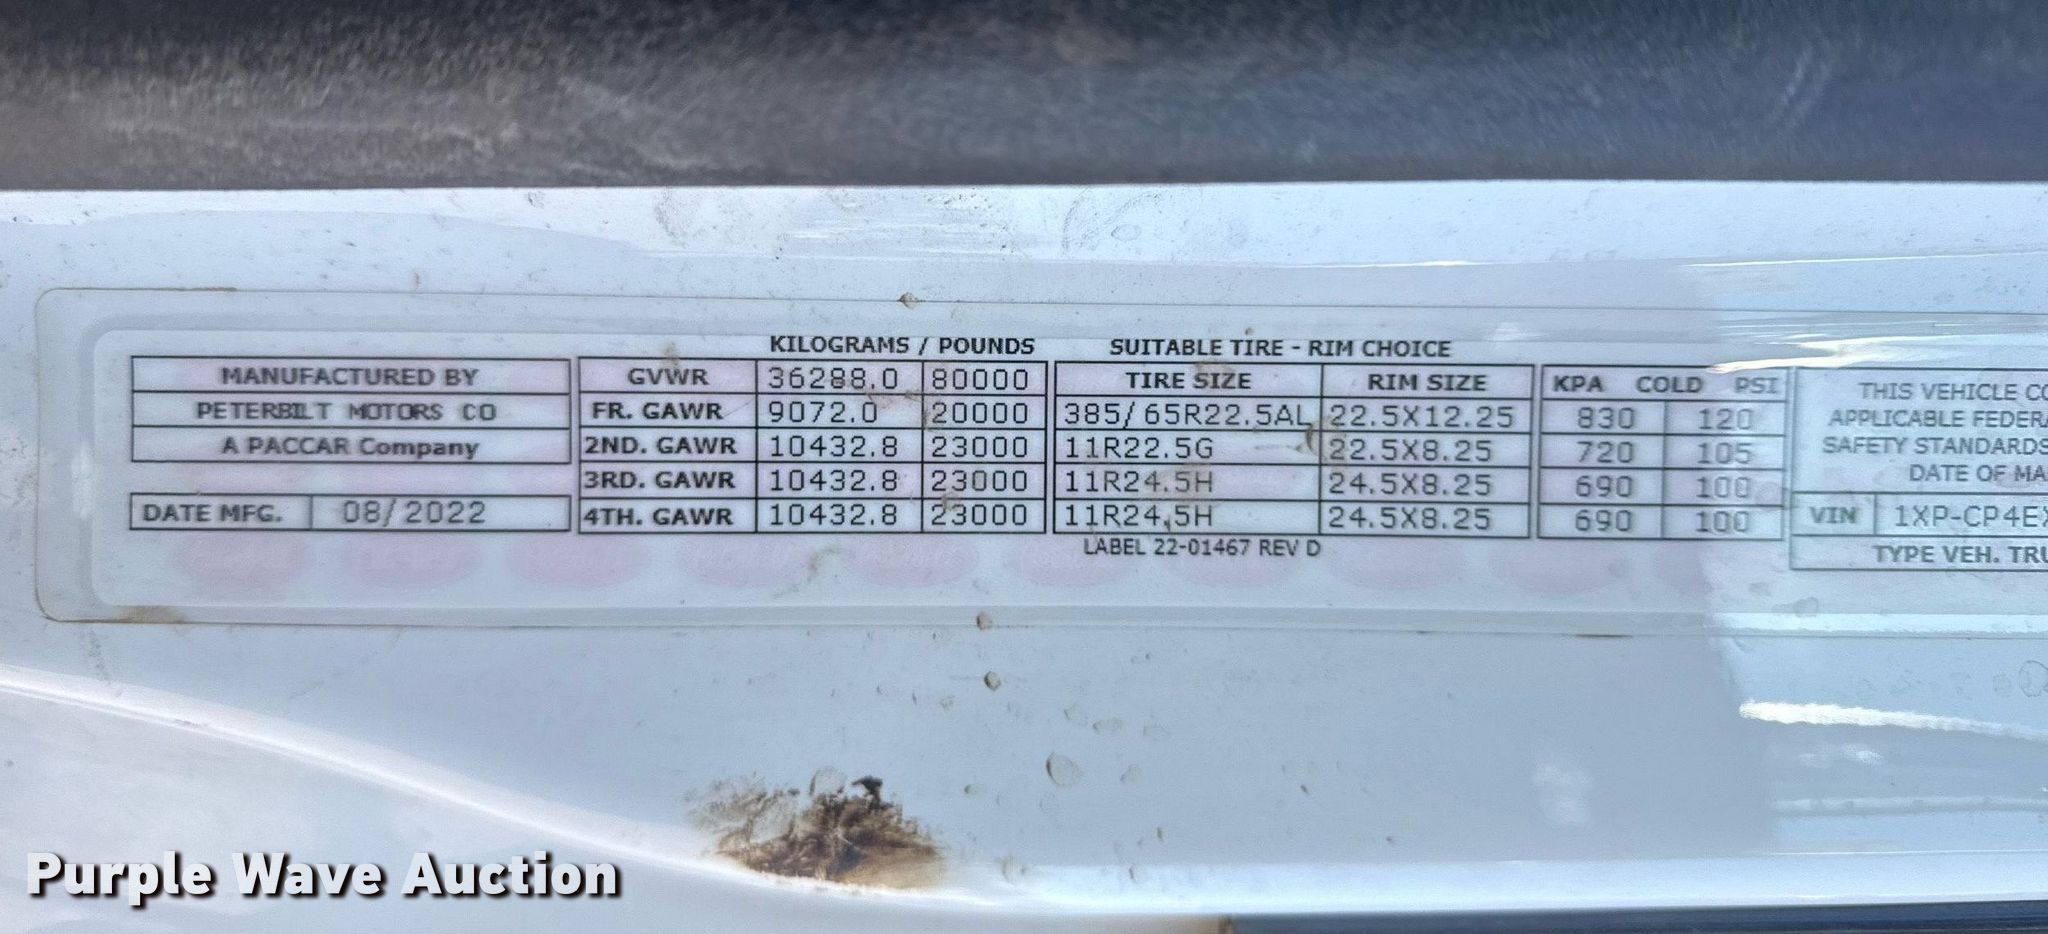 KILOGRAMS / POUNDS SUITABLE TIRE - RIM CHOICE
MANUFACTURED BY GVWR 36288.0 80000 TIRE SIZE RIM SIZE KPA COLD PSI
PETERBILT MOTORS CO FR. GAWR 9072.0 20000 385/65R22.5AL 22.5X12.25 830 120
A PACCAR Company 2ND. GAWR 10432.8 23000 11R22.5G 22.5X8.25 720 105
3RD. GAWR 10432.8 23000 11R24.5H 24.5X8.25 690 100
DATE MFG. 08/2022 4TH. GAWR 10432.8 23000 11R24.5H 24.5X8.25 690 100
LABEL 22-01467 REV D
THIS VEHICLE CO
APPLICABLE FEDERA
SAFETY STANDARDS
DATE OF MA
VIN 1XP-CP4EX
TYPE VEH. TRU
Purple Wave Auction